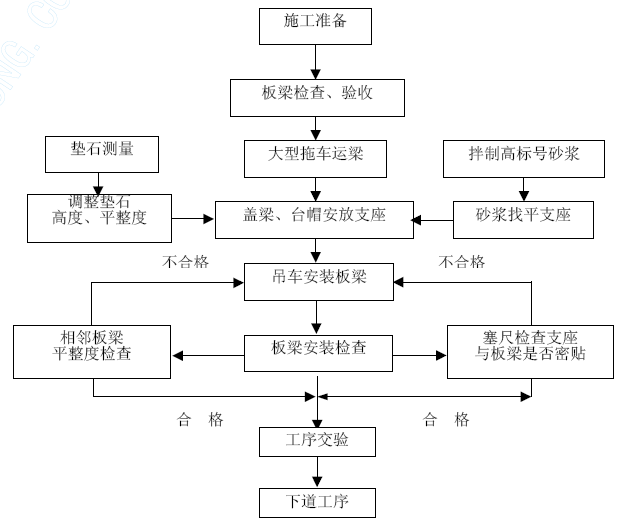 施工准备
板梁检查、验收
垫石测量
大型拖车运梁
拌制高标号砂浆
调整垫石
高度、平整度
盖梁、台帽安放支座
砂浆找平支座
不合格
不合格
吊车安装板梁
相邻板梁
平整度检查
板梁安装检查
塞尺检查支座
与板梁是否密贴
合 格
合 格
工序交验
下道工序